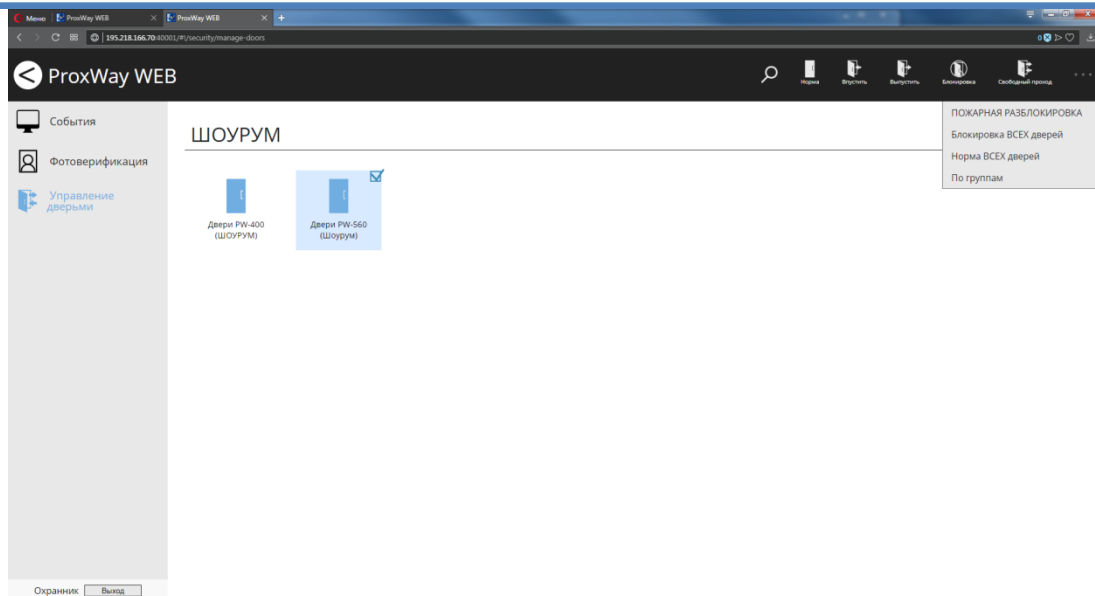 Меню ProxWay WEB ProxWay WEB
195.218.166.70:40001/#!/security/manage-doors
0
ProxWay WEB
Норма Впустить Выпустить Блокировка Свободный проход
ПОЖАРНАЯ РАЗБЛОКИРОВКА
Блокировка ВСЕХ дверей
Норма ВСЕХ дверей
По группам
События
Фотоверификация
Управление
дверьми
ШОУРУМ
Двери PW-400
(ШОУРУМ)
Двери PW-560
(Шоурум)
Охранник Выход